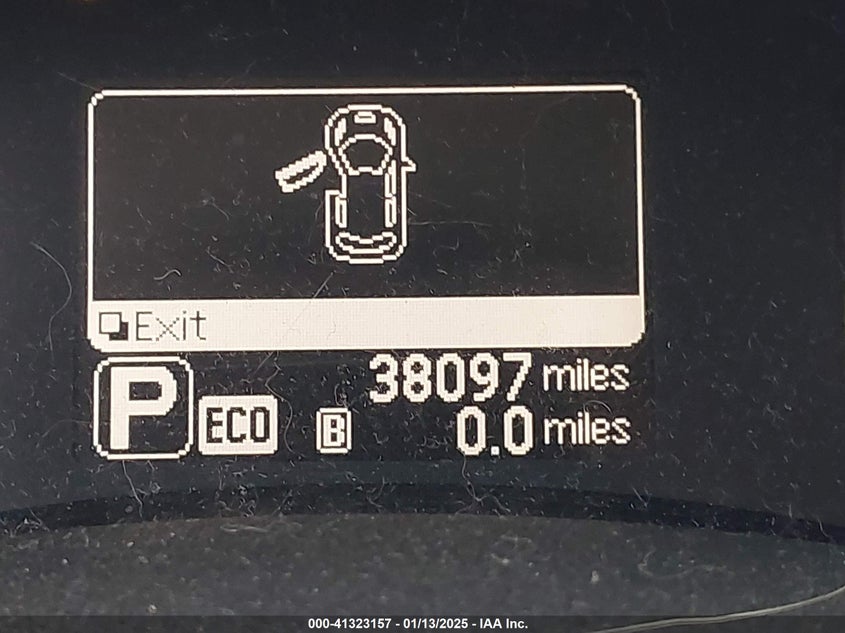 Exit
P
38097 miles
ECO
B
0.0 miles
000-41323157 - 01/13/2025 - IAA Inc.